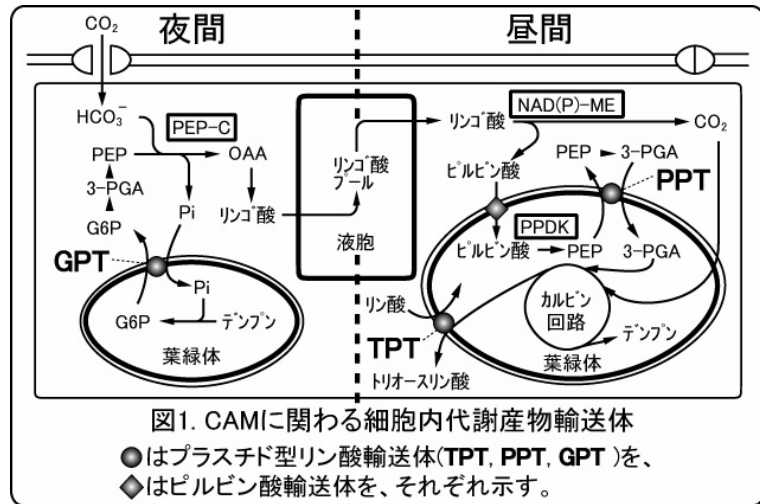 夜間
昼間
CO2
HCO3−
PEP-C
PEP
OAA
3-PGA
Pi
リンゴ酸
G6P
GPT
Pi
G6P
デンプン
葉緑体
リンゴ酸
プール
液胞
NAD(P)-ME
リンゴ酸
CO2
ピルビン酸
PEP
3-PGA
PPT
PPDK
ピルビン酸
PEP
3-PGA
リン酸
カルビン
回路
TPT
デンプン
葉緑体
トリオースリン酸
図1. CAMに関わる細胞内代謝産物輸送体
●はプラスチド型リン酸輸送体(TPT, PPT, GPT )を、
◆はピルビン酸輸送体を、それぞれ示す。